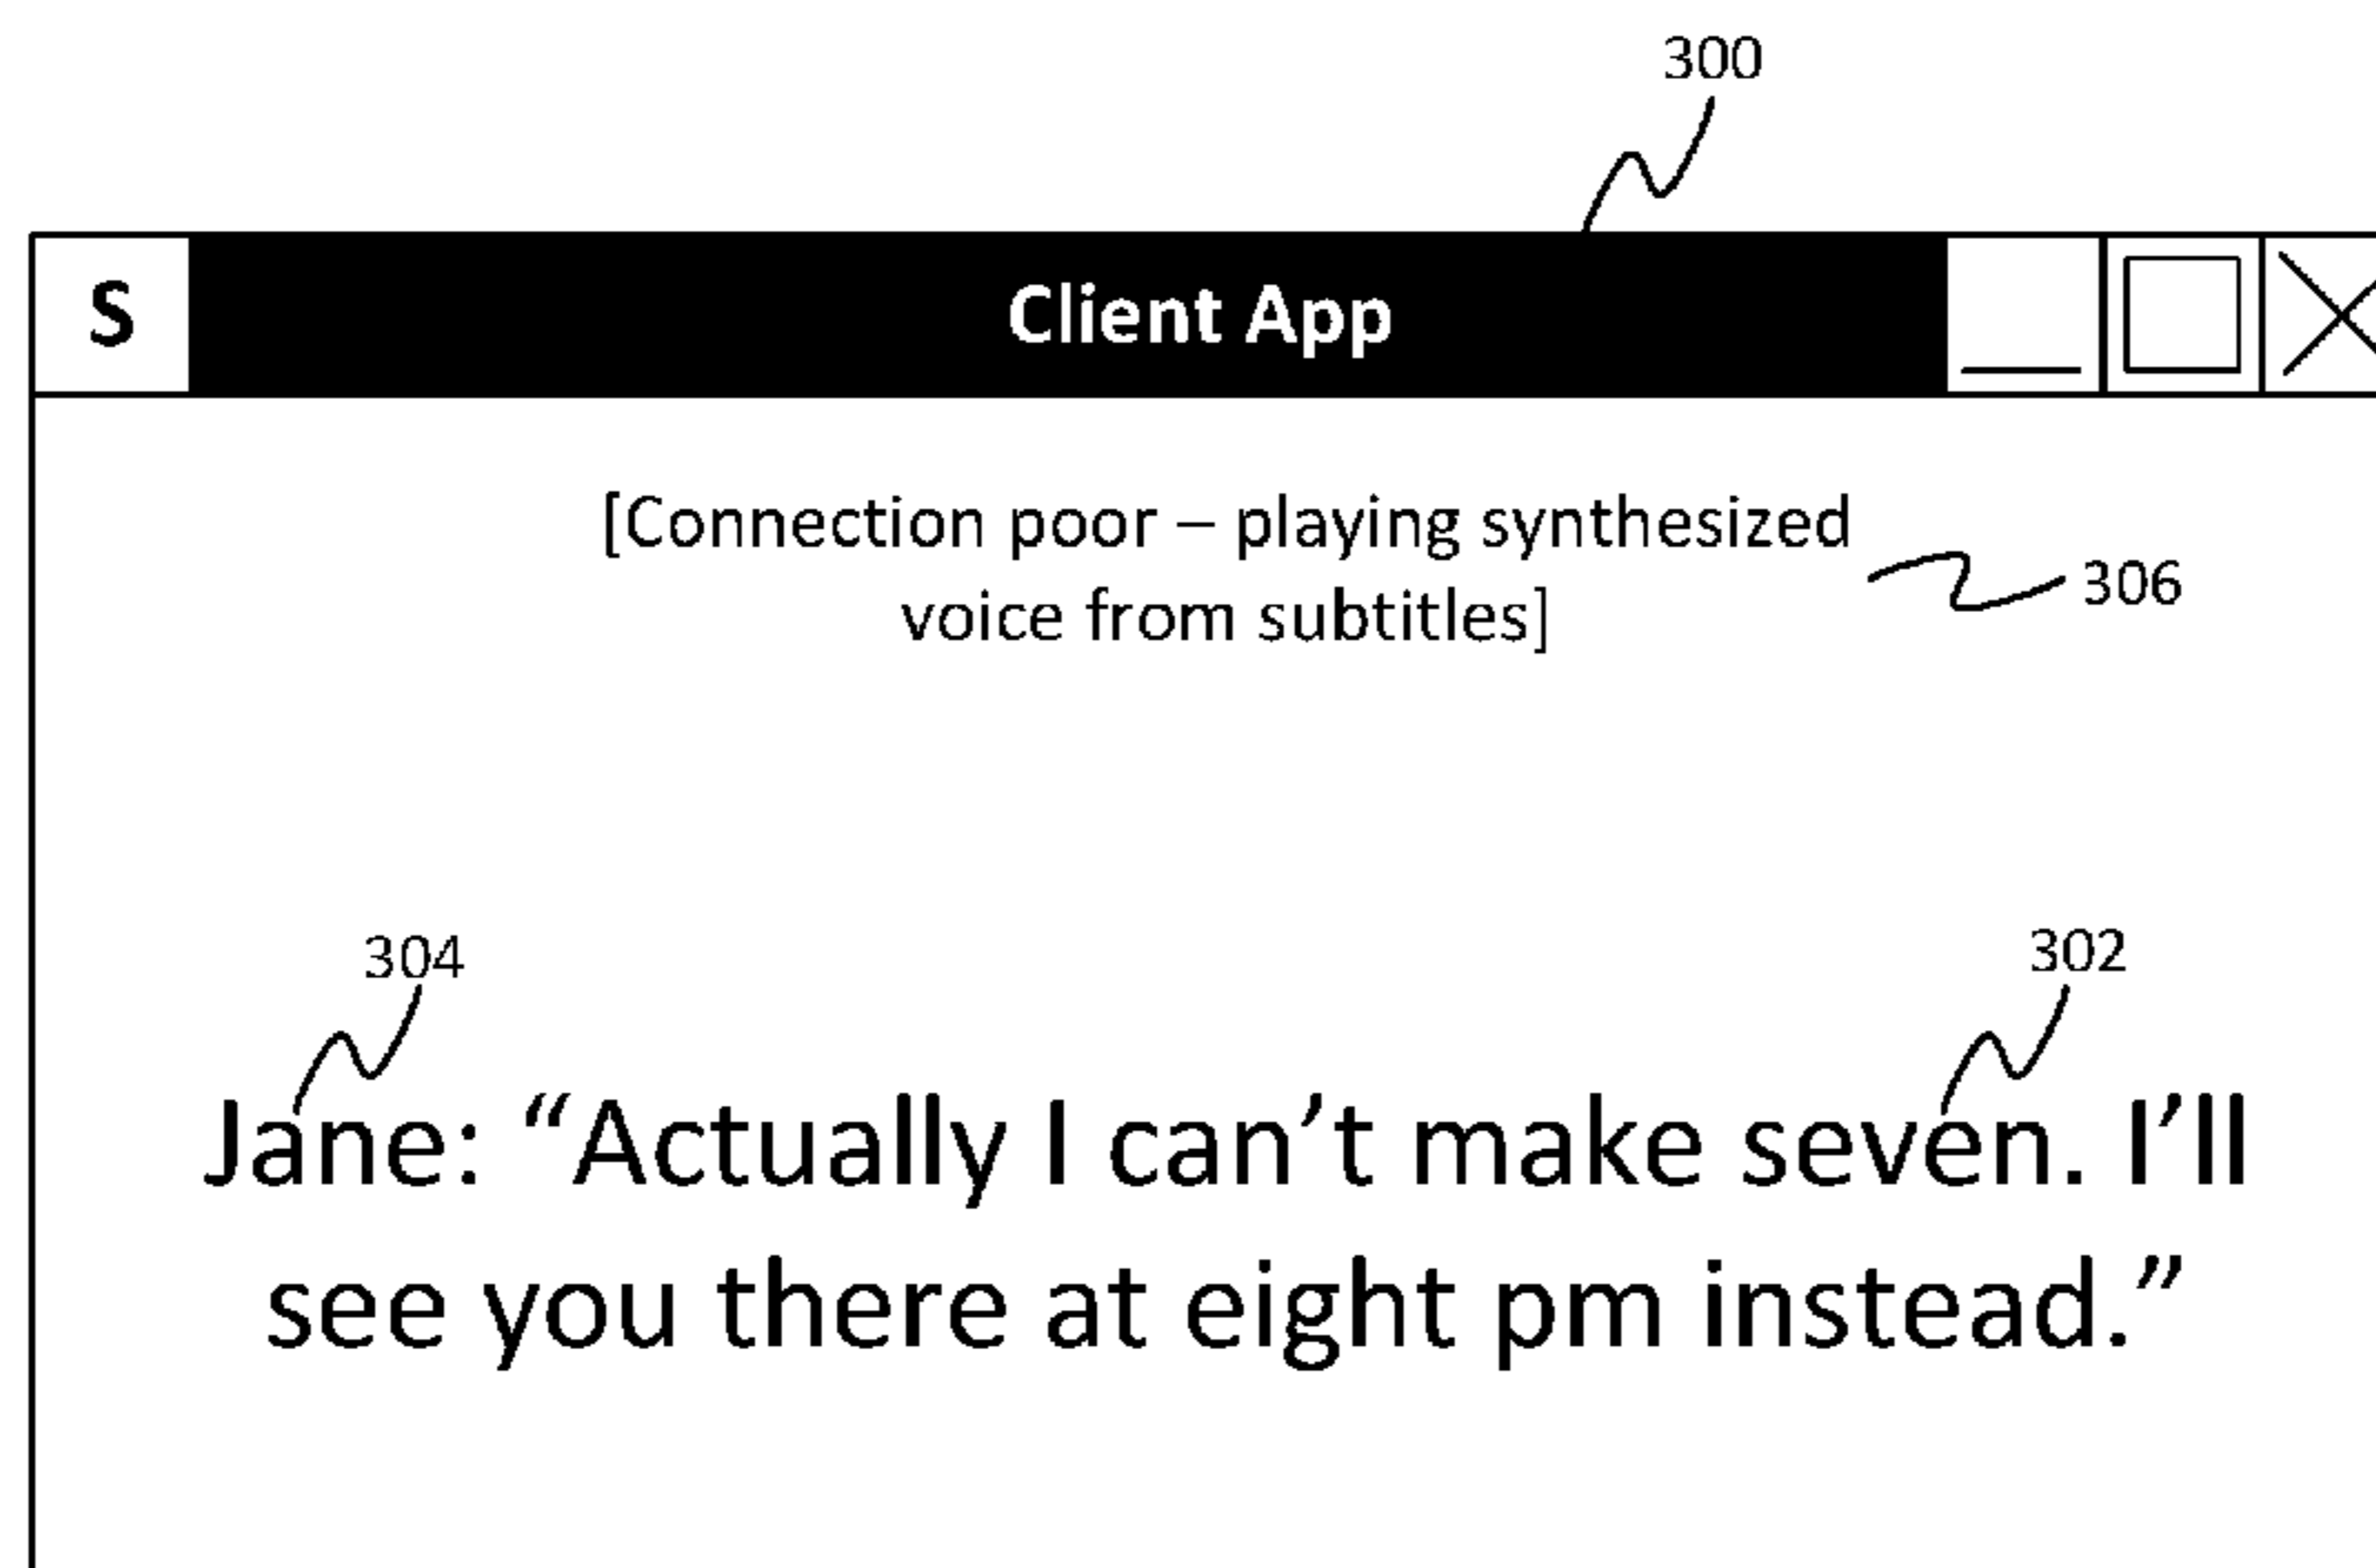 300
S Client App
[Connection poor – playing synthesized
voice from subtitles]
306
304 302
Jane: “Actually I can’t make seven. I’ll
see you there at eight pm instead.”